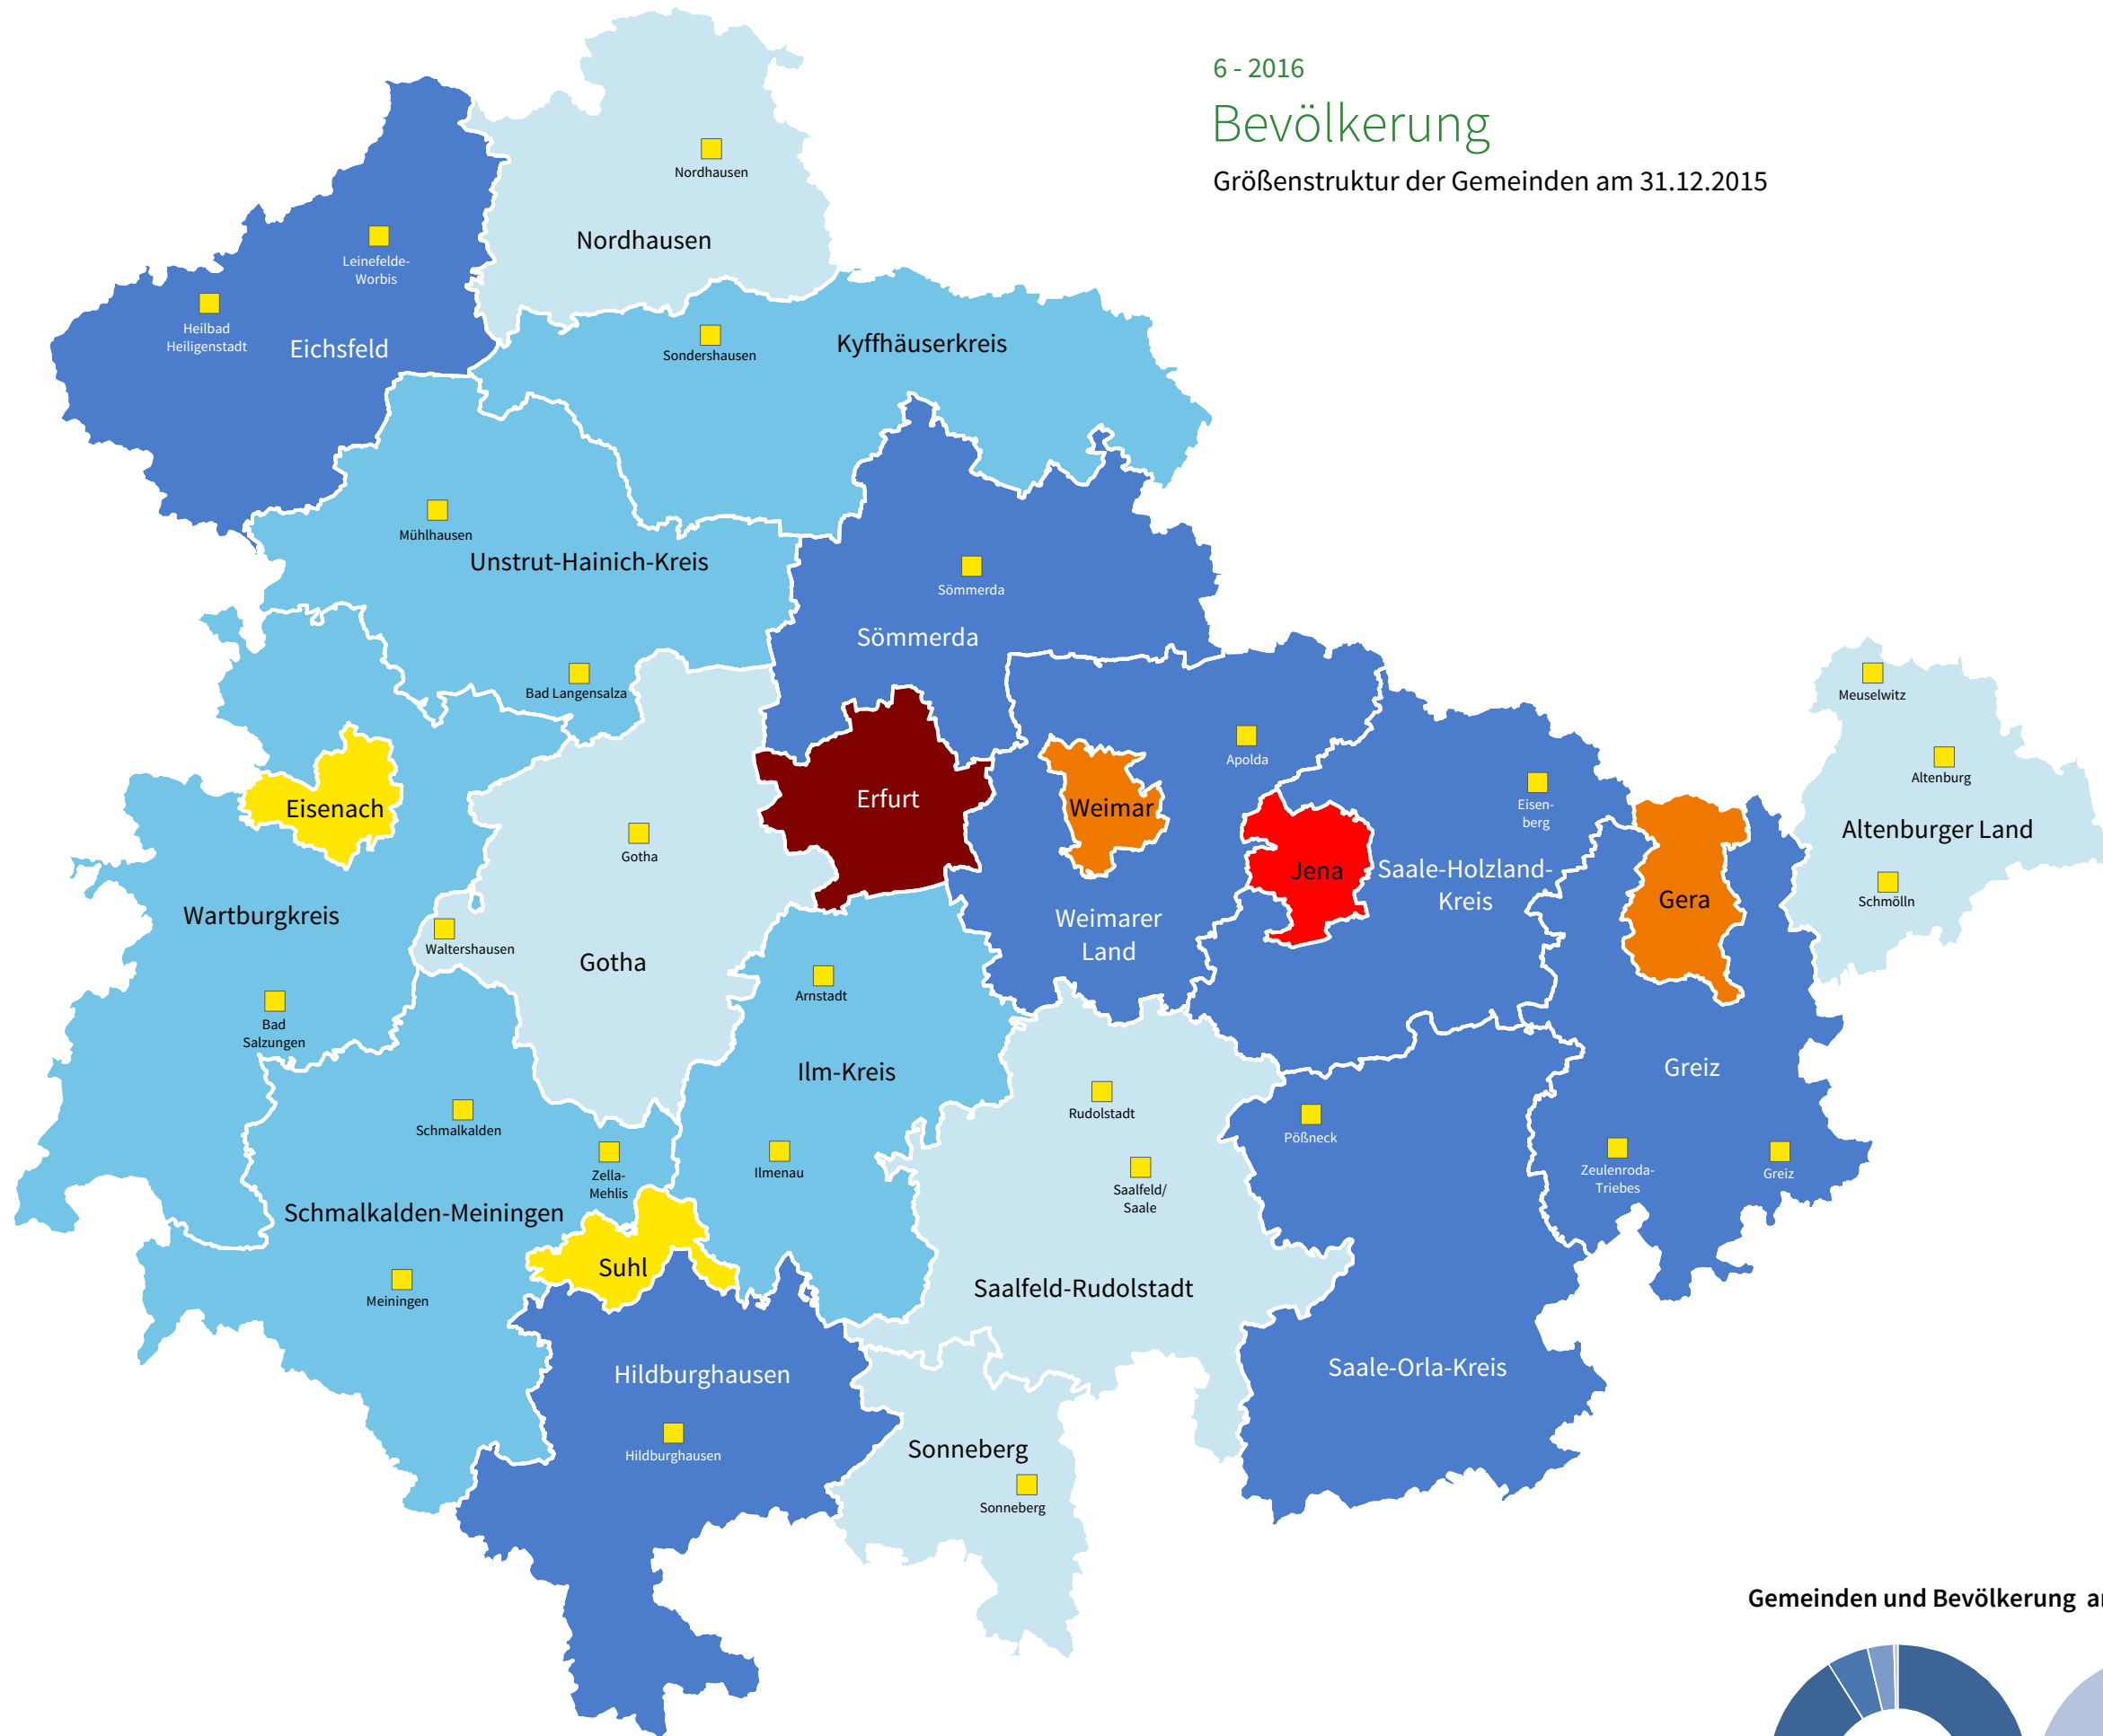 6 - 2016
Bevölkerung
Größenstruktur der Gemeinden am 31.12.2015
Nordhausen
Nordhausen
Leinefelde-
Worbis
Heilbad
Heiligenstadt
Eichsfeld
Sondershausen
Kyffhäuserkreis
Mühlhausen
Unstrut-Hainich-Kreis
Sömmerda
Sömmerda
Bad Langensalza
Meuselwitz
Apolda
Altenburg
Eisen-
berg
Eisenach
Erfurt
Weimar
Altenburger Land
Gotha
Jena
Saale-Holzland-
Kreis
Gera
Schmölln
Wartburgkreis
Waltershausen
Weimarer
Land
Gotha
Arnstadt
Bad
Salzungen
Ilm-Kreis
Greiz
Rudolstadt
Schmalkalden
Pößneck
Zella-
Mehlis
Ilmenau
Saalfeld/
Saale
Zeulenroda-
Triebes
Greiz
Schmalkalden-Meiningen
Suhl
Meiningen
Saalfeld-Rudolstadt
Hildburghausen
Saale-Orla-Kreis
Hildburghausen
Sonneberg
Sonneberg
Gemeinden und Bevölkerung